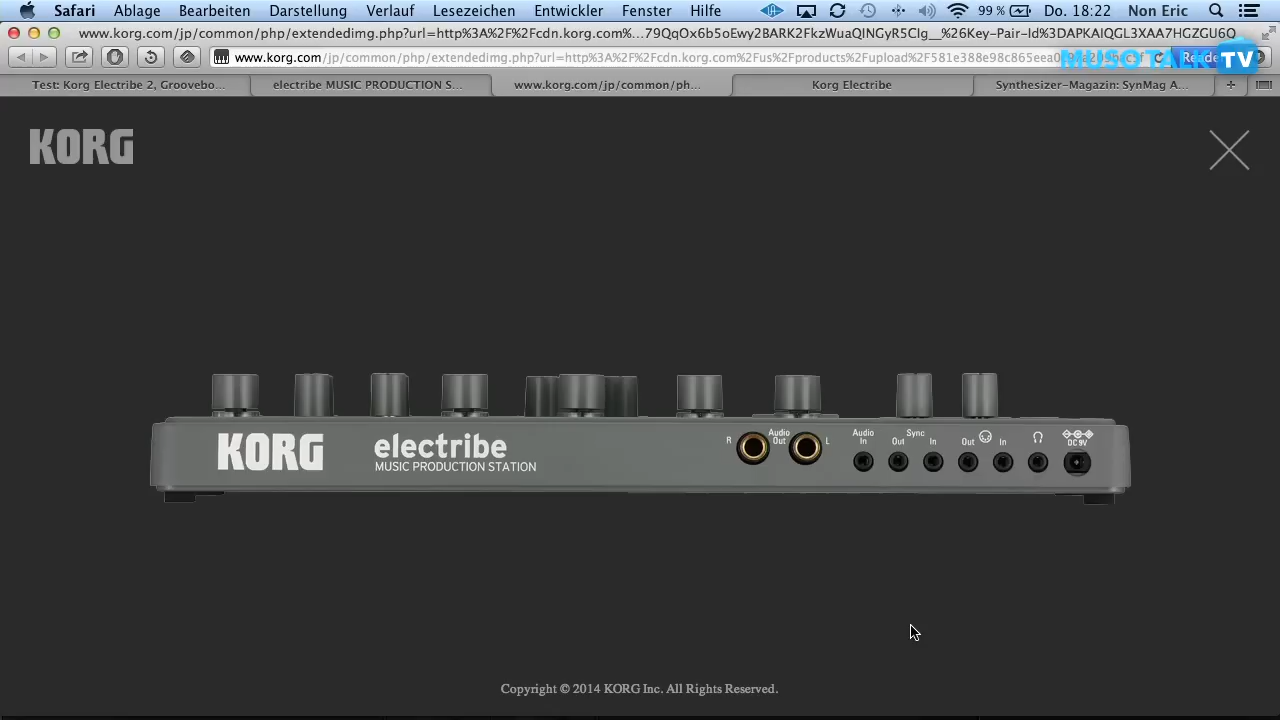 Safari Ablage Bearbeiten Darstellung Verlauf Lesezeichen Entwickler Fenster Hilfe 99 % Do. 18:22 Non Eric
www.korg.com/jp/common/php/extendedimg.php?url=http%3A%2F%2Fcdn.korg.com%...79QqOx6b5oEwy2BARK2FkzWuaQlNGyR5CIg__%26Key-Pair-Id%3DAPKAIQGL3XAA7HGZGU6Q
www.korg.com/jp/common/php/extendedimg.php?url=http%3A%2F%2Fcdn.korg.com%2Fus%2Fproducts%2Fupload%2F581e388e98c865eea
Reader
MUSOTALK TV
Test: Korg Electribe 2, Groovebo... electribe MUSIC PRODUCTION S... www.korg.com/jp/common/ph... Korg Electribe Synthesizer-Magazin: SynMag A...
KORG
KORG electribe
MUSIC PRODUCTION STATION
R Audio Out L Audio In Sync Out In Out In DC 9V
Copyright © 2014 KORG Inc. All Rights Reserved.